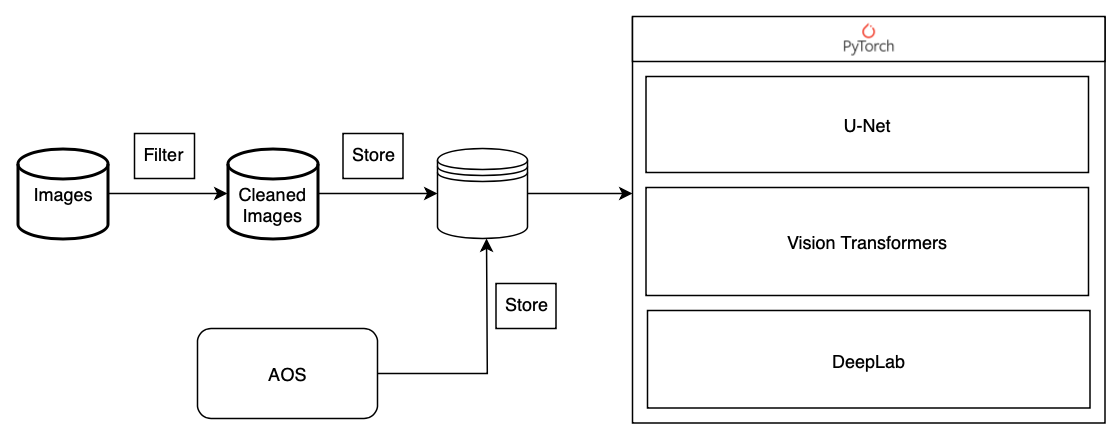 PyTorch
U-Net
Filter
Store
Images
Cleaned
Images
Vision Transformers
Store
AOS
DeepLab